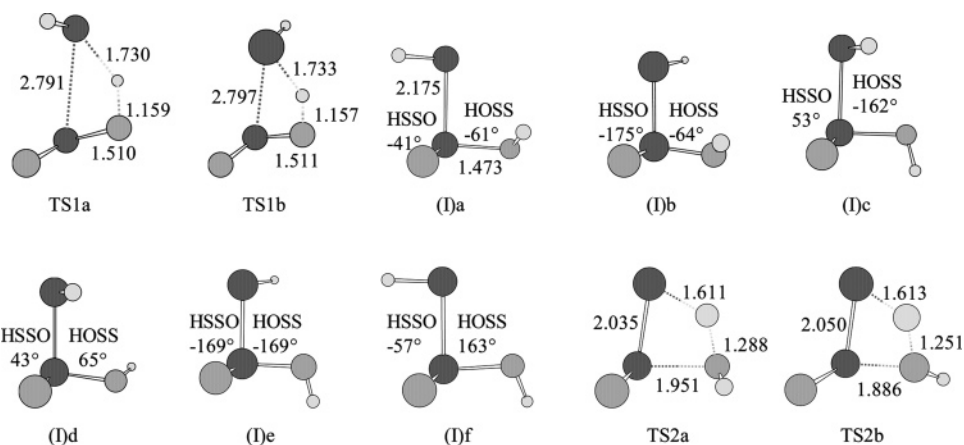 1.730
2.791
1.159
1.510
TS1a
1.733
2.797
1.157
1.511
TS1b
2.175
HSSO HOSS
-41° -61°
1.473
(I)a
HSSO HOSS
-175° -64°
(I)b
HSSO HOSS
53° -162°
(I)c
HSSO HOSS
43° 65°
(I)d
HSSO HOSS
-169° -169°
(I)e
HSSO HOSS
-57° 163°
(I)f
1.611
2.035
1.288
1.951
TS2a
1.613
2.050
1.251
1.886
TS2b